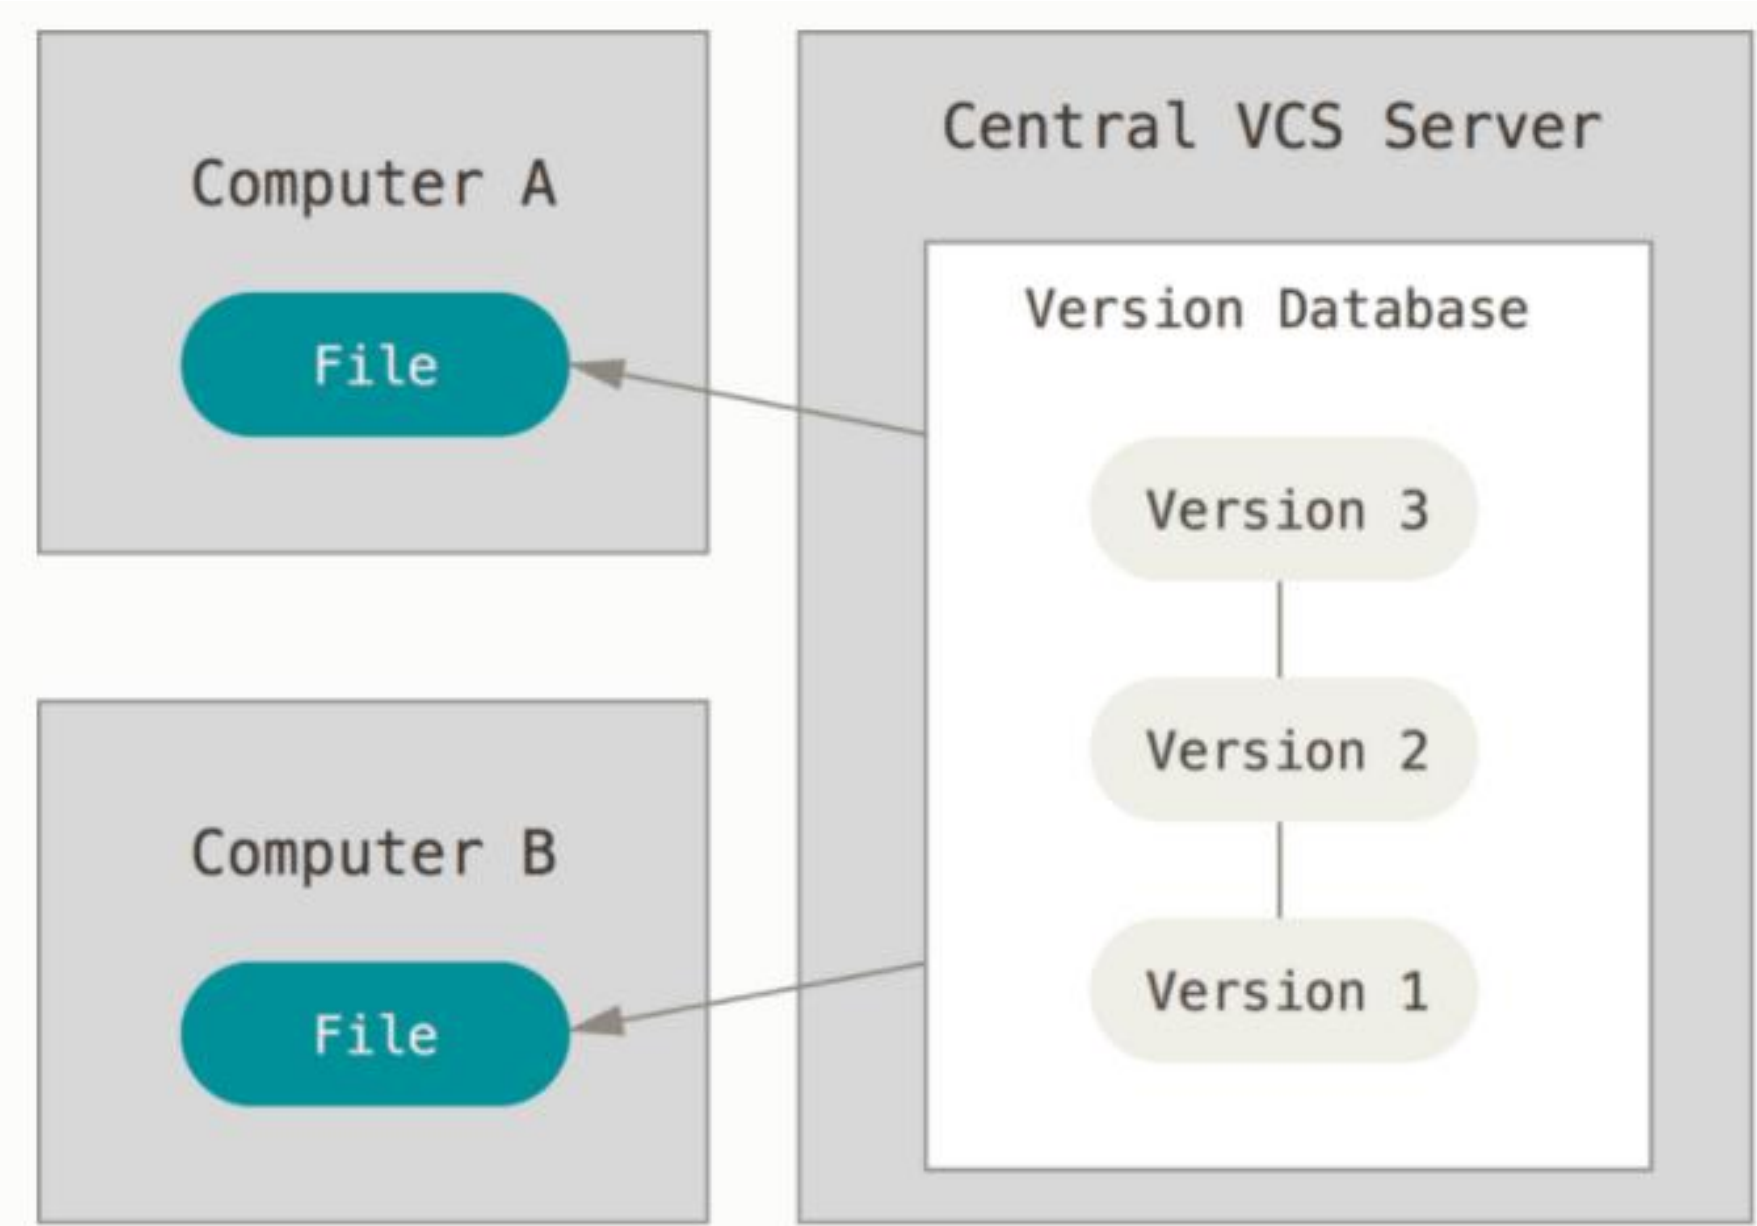 Computer A
File
Computer B
File
Central VCS Server
Version Database
Version 3
Version 2
Version 1